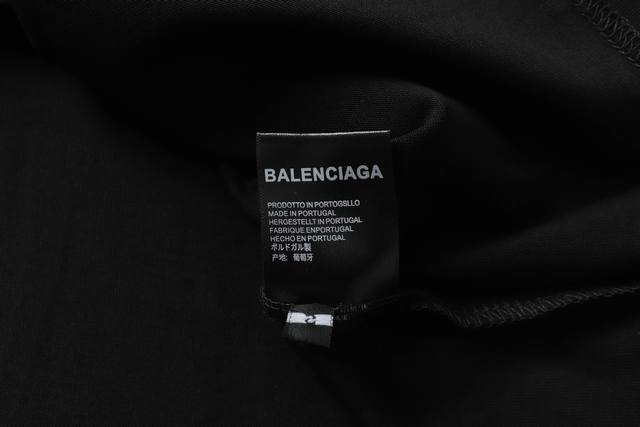 BALENCIAGA
PRODOTTO IN PORTOGSLLO
MADE IN PORTUGAL
HERGESTELLT IN PORTUGAL
FABRIQUE ENPORTUGAL
HECHO EN PORTUGAL
ポルドガル製
产地: 葡萄牙